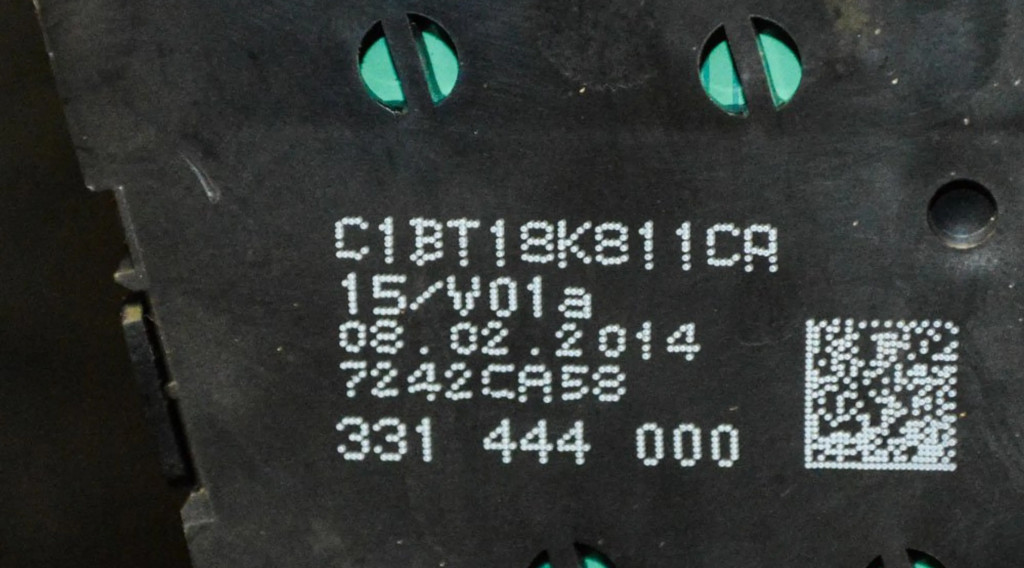 C1BT18K811CA
15/V01a
08.02.2014
7242CA58
331 444 000